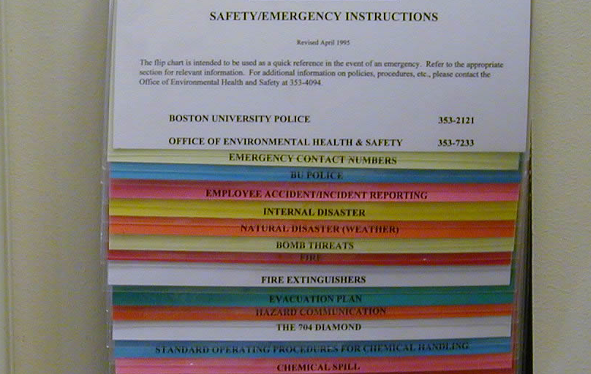 SAFETY/EMERGENCY INSTRUCTIONS
Revised April 1995
The flip chart is intended to be used as a quick reference in the event of an emergency. Refer to the appropriate
section for relevant information. For additional information on policies, procedures, etc., please contact the
Office of Environmental Health and Safety at 353-4094.
BOSTON UNIVERSITY POLICE 353-2121
OFFICE OF ENVIRONMENTAL HEALTH & SAFETY 353-7233
EMERGENCY CONTACT NUMBERS
BU POLICE
EMPLOYEE ACCIDENT/INCIDENT REPORTING
INTERNAL DISASTER
NATURAL DISASTER (WEATHER)
BOMB THREATS
FIRE
FIRE EXTINGUISHERS
EVACUATION PLAN
HAZARD COMMUNICATION
THE 704 DIAMOND
STANDARD OPERATING PROCEDURES FOR CHEMICAL HANDLING
CHEMICAL SPILL